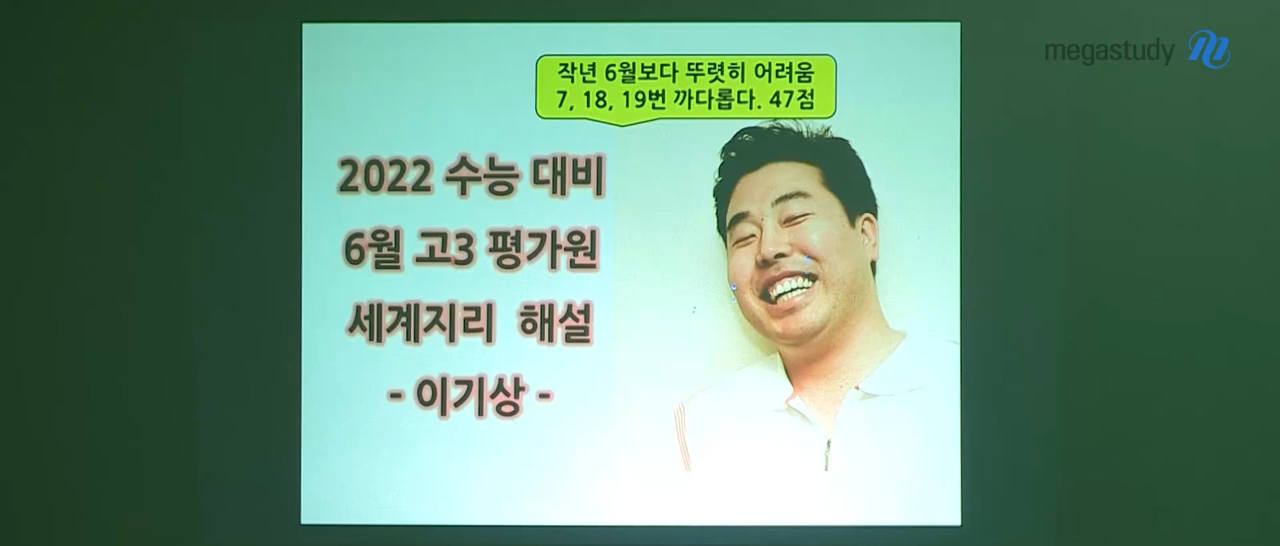 megastudy
작년 6월보다 뚜렷히 어려움
7, 18, 19번 까다롭다. 47점
2022 수능 대비
6월 고3 평가원
세계지리 해설
- 이기상 -